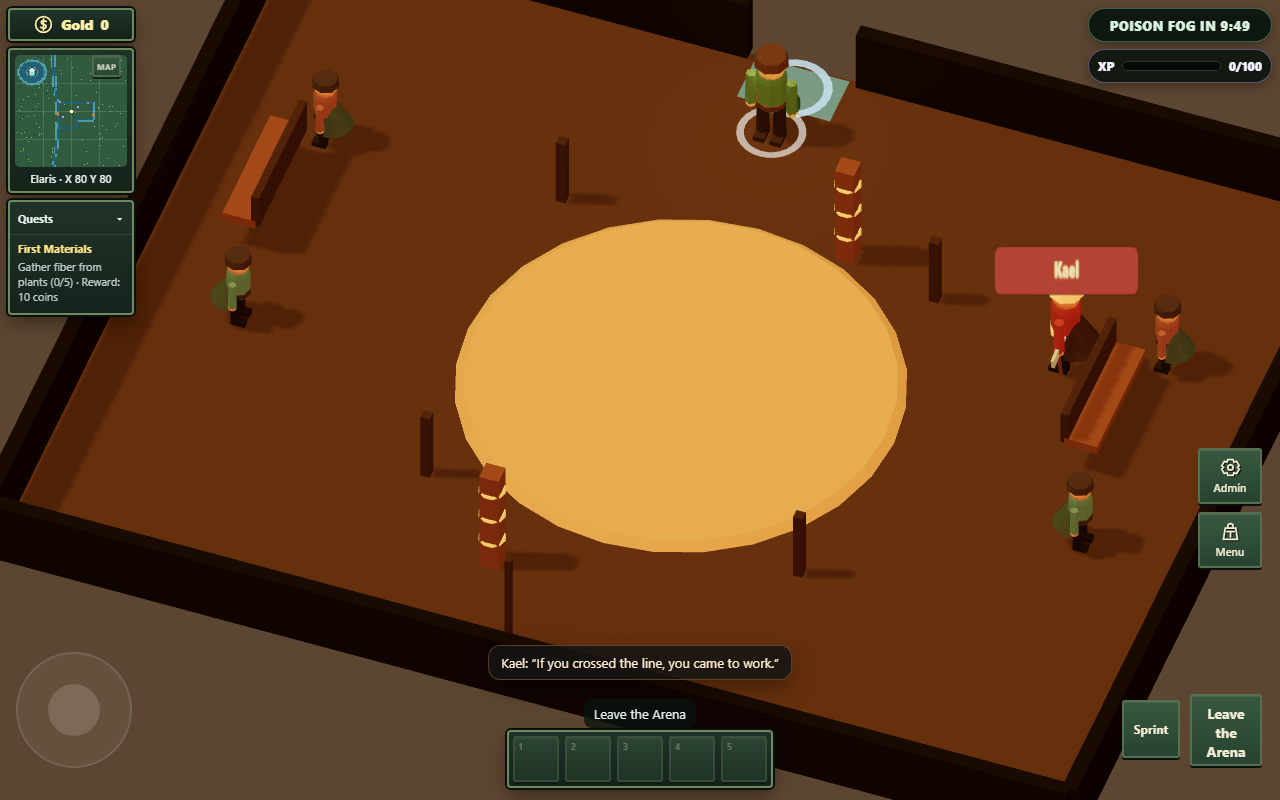 Gold 0
POISON FOG IN 9:49
XP 0/100
MAP
Elaris · X 80 Y 80
Quests
First Materials
Gather fiber from
plants (0/5) · Reward:
10 coins
Kael
Admin
Menu
Kael: “If you crossed the line, you came to work.”
Leave the Arena
1 2 3 4 5
Sprint
Leave
the
Arena